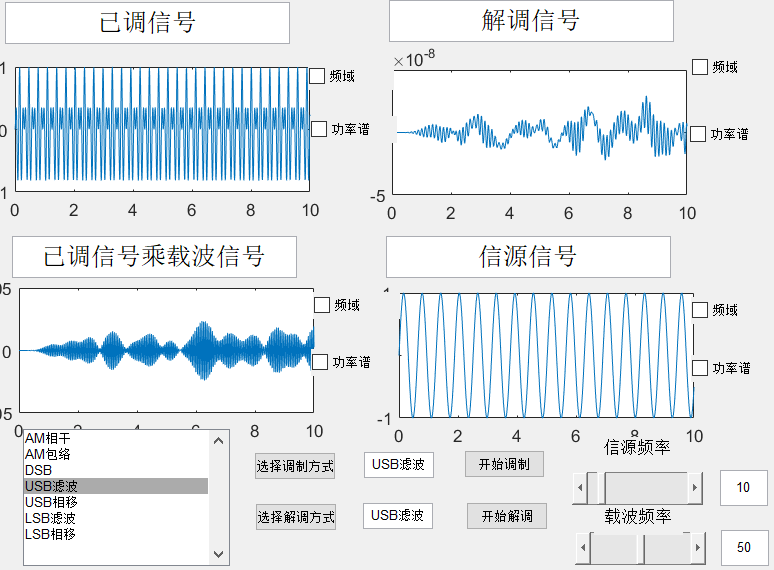 已调信号
解调信号
1
0
1
0 2 4 6 8 10
频域
功率谱
×10⁻⁸
-5
0 2 4 6 8 10
频域
功率谱
已调信号乘载波信号
信源信号
05
0
05
0 10
频域
功率谱
-1
0 2 4 6 8 10
频域
功率谱
AM相干
AM包络
DSB
USB滤波
USB相移
LSB滤波
LSB相移
选择调制方式
USB滤波
开始调制
选择解调方式
USB滤波
开始解调
信源频率
10
载波频率
50